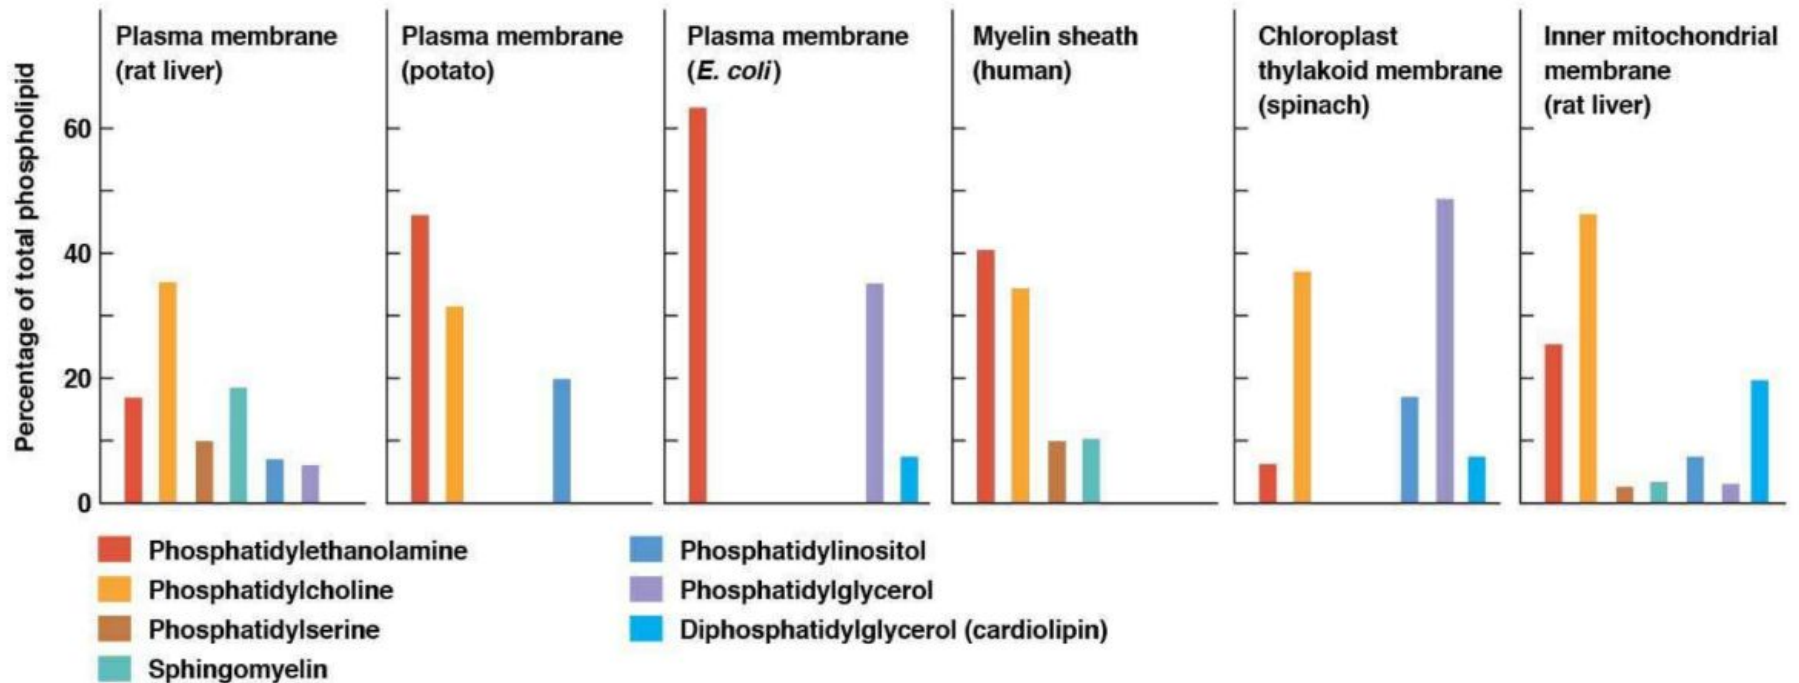 Percentage of total phospholipid
60
40
20
0
Plasma membrane
(rat liver)
Plasma membrane
(potato)
Plasma membrane
(E. coli)
Myelin sheath
(human)
Chloroplast
thylakoid membrane
(spinach)
Inner mitochondrial
membrane
(rat liver)
Phosphatidylethanolamine
Phosphatidylcholine
Phosphatidylserine
Sphingomyelin
Phosphatidylinositol
Phosphatidylglycerol
Diphosphatidylglycerol (cardiolipin)